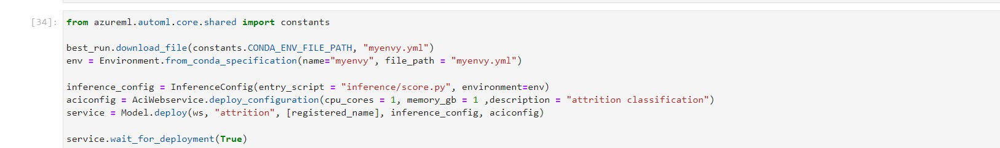 [34]: from azureml.automl.core.shared import constants
best_run.download_file(constants.CONDA_ENV_FILE_PATH, "myenvy.yml")
env = Environment.from_conda_specification(name="myenvy", file_path = "myenvy.yml")
inference_config = InferenceConfig(entry_script = "inference/score.py", environment=env)
aciconfig = AciWebservice.deploy_configuration(cpu_cores = 1, memory_gb = 1 ,description = "attrition classification")
service = Model.deploy(ws, "attrition", [registered_name], inference_config, aciconfig)
service.wait_for_deployment(True)